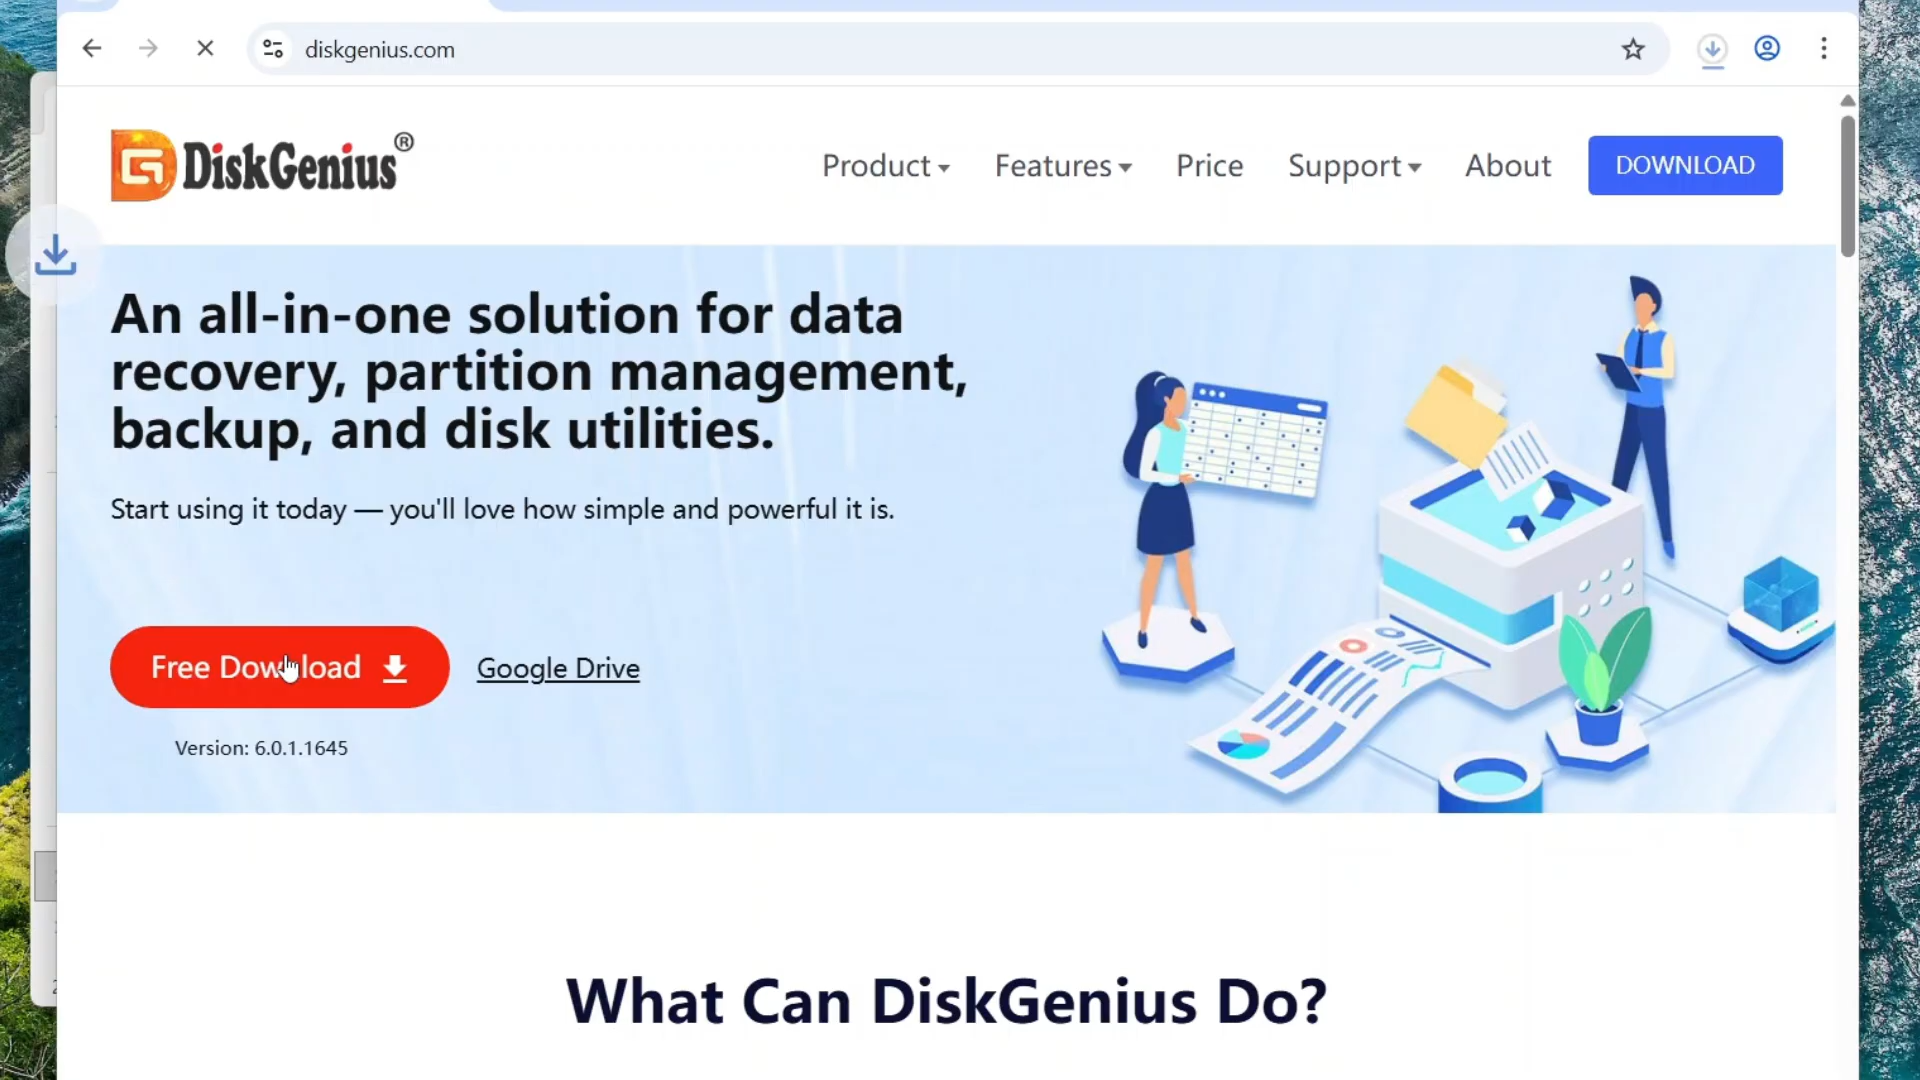 diskgenius.com
DiskGenius®
Product
Features
Price
Support
About
DOWNLOAD
An all-in-one solution for data
recovery, partition management,
backup, and disk utilities.
Start using it today — you'll love how simple and powerful it is.
Free Download
Google Drive
Version: 6.0.1.1645
What Can DiskGenius Do?